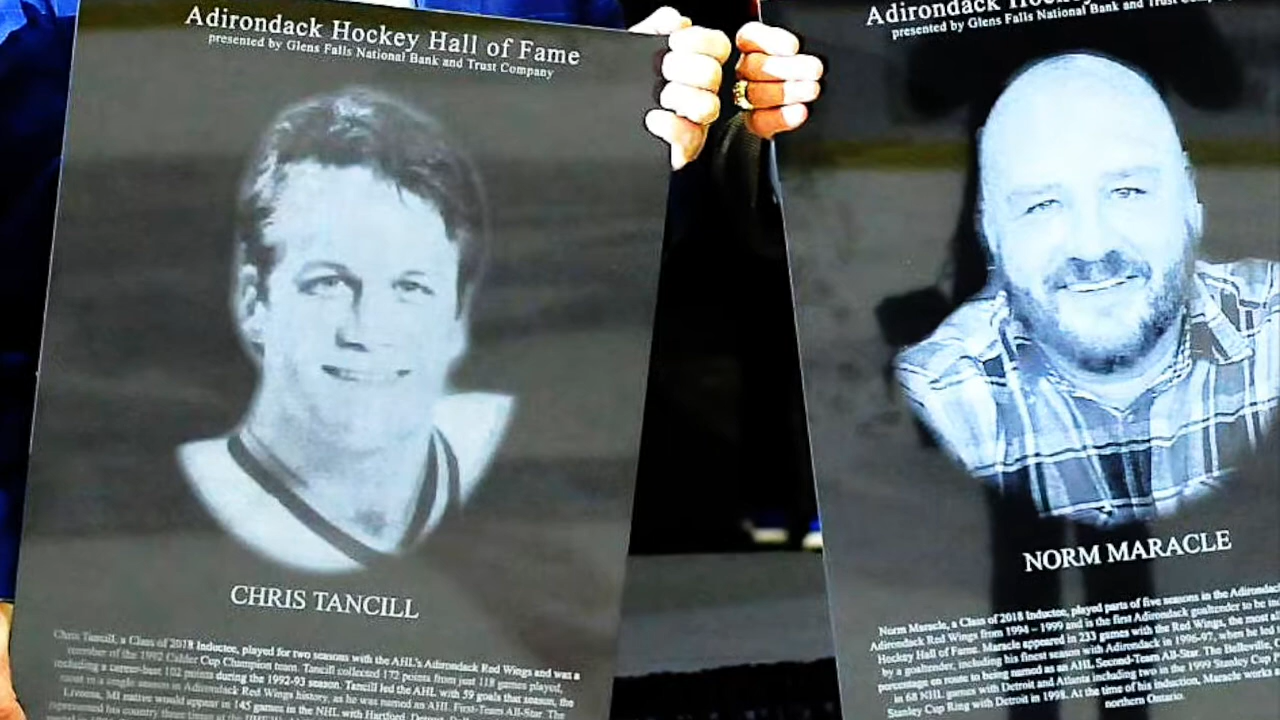 Adirondack Hockey Hall of Fame
presented by Glens Falls National Bank and Trust Company
CHRIS TANCILL
Chris Tancill, a Class of 2018 Inductee, played for two seasons with the AHL's Adirondack Red Wings and was a
member of the 1992 Calder Cup Champion team. Tancill collected 172 points from just 118 games played,
including a career-best 102 points during the 1992-93 season. Tancill led the AHL with 59 goals that season, the
most in a single season in Adirondack Red Wings history, as he was named an AHL First-Team All-Star. The
Livonia, MI native would appear in 145 games in the NHL with Hartford, Detroit,
represented his country three times at the
Adirondack Hockey
presented by Glens Falls National Bank and Trust Company
NORM MARACLE
Norm Maracle, a Class of 2018 Inductee, played parts of five seasons in the Adirondack
Adirondack Red Wings from 1994 – 1999 and is the first Adirondack goaltender to be
Hockey Hall of Fame. Maracle appeared in 233 games with the Red Wings, the most
by a goaltender, including his finest season with Adirondack in 1996-97, when he led
percentage en route to being named as an AHL Second-Team All-Star. The Belleville,
in 68 NHL games with Detroit and Atlanta including two in the 1999 Stanley Cup
Stanley Cup Ring with Detroit in 1998. At the time of his induction, Maracle works
northern Ontario.